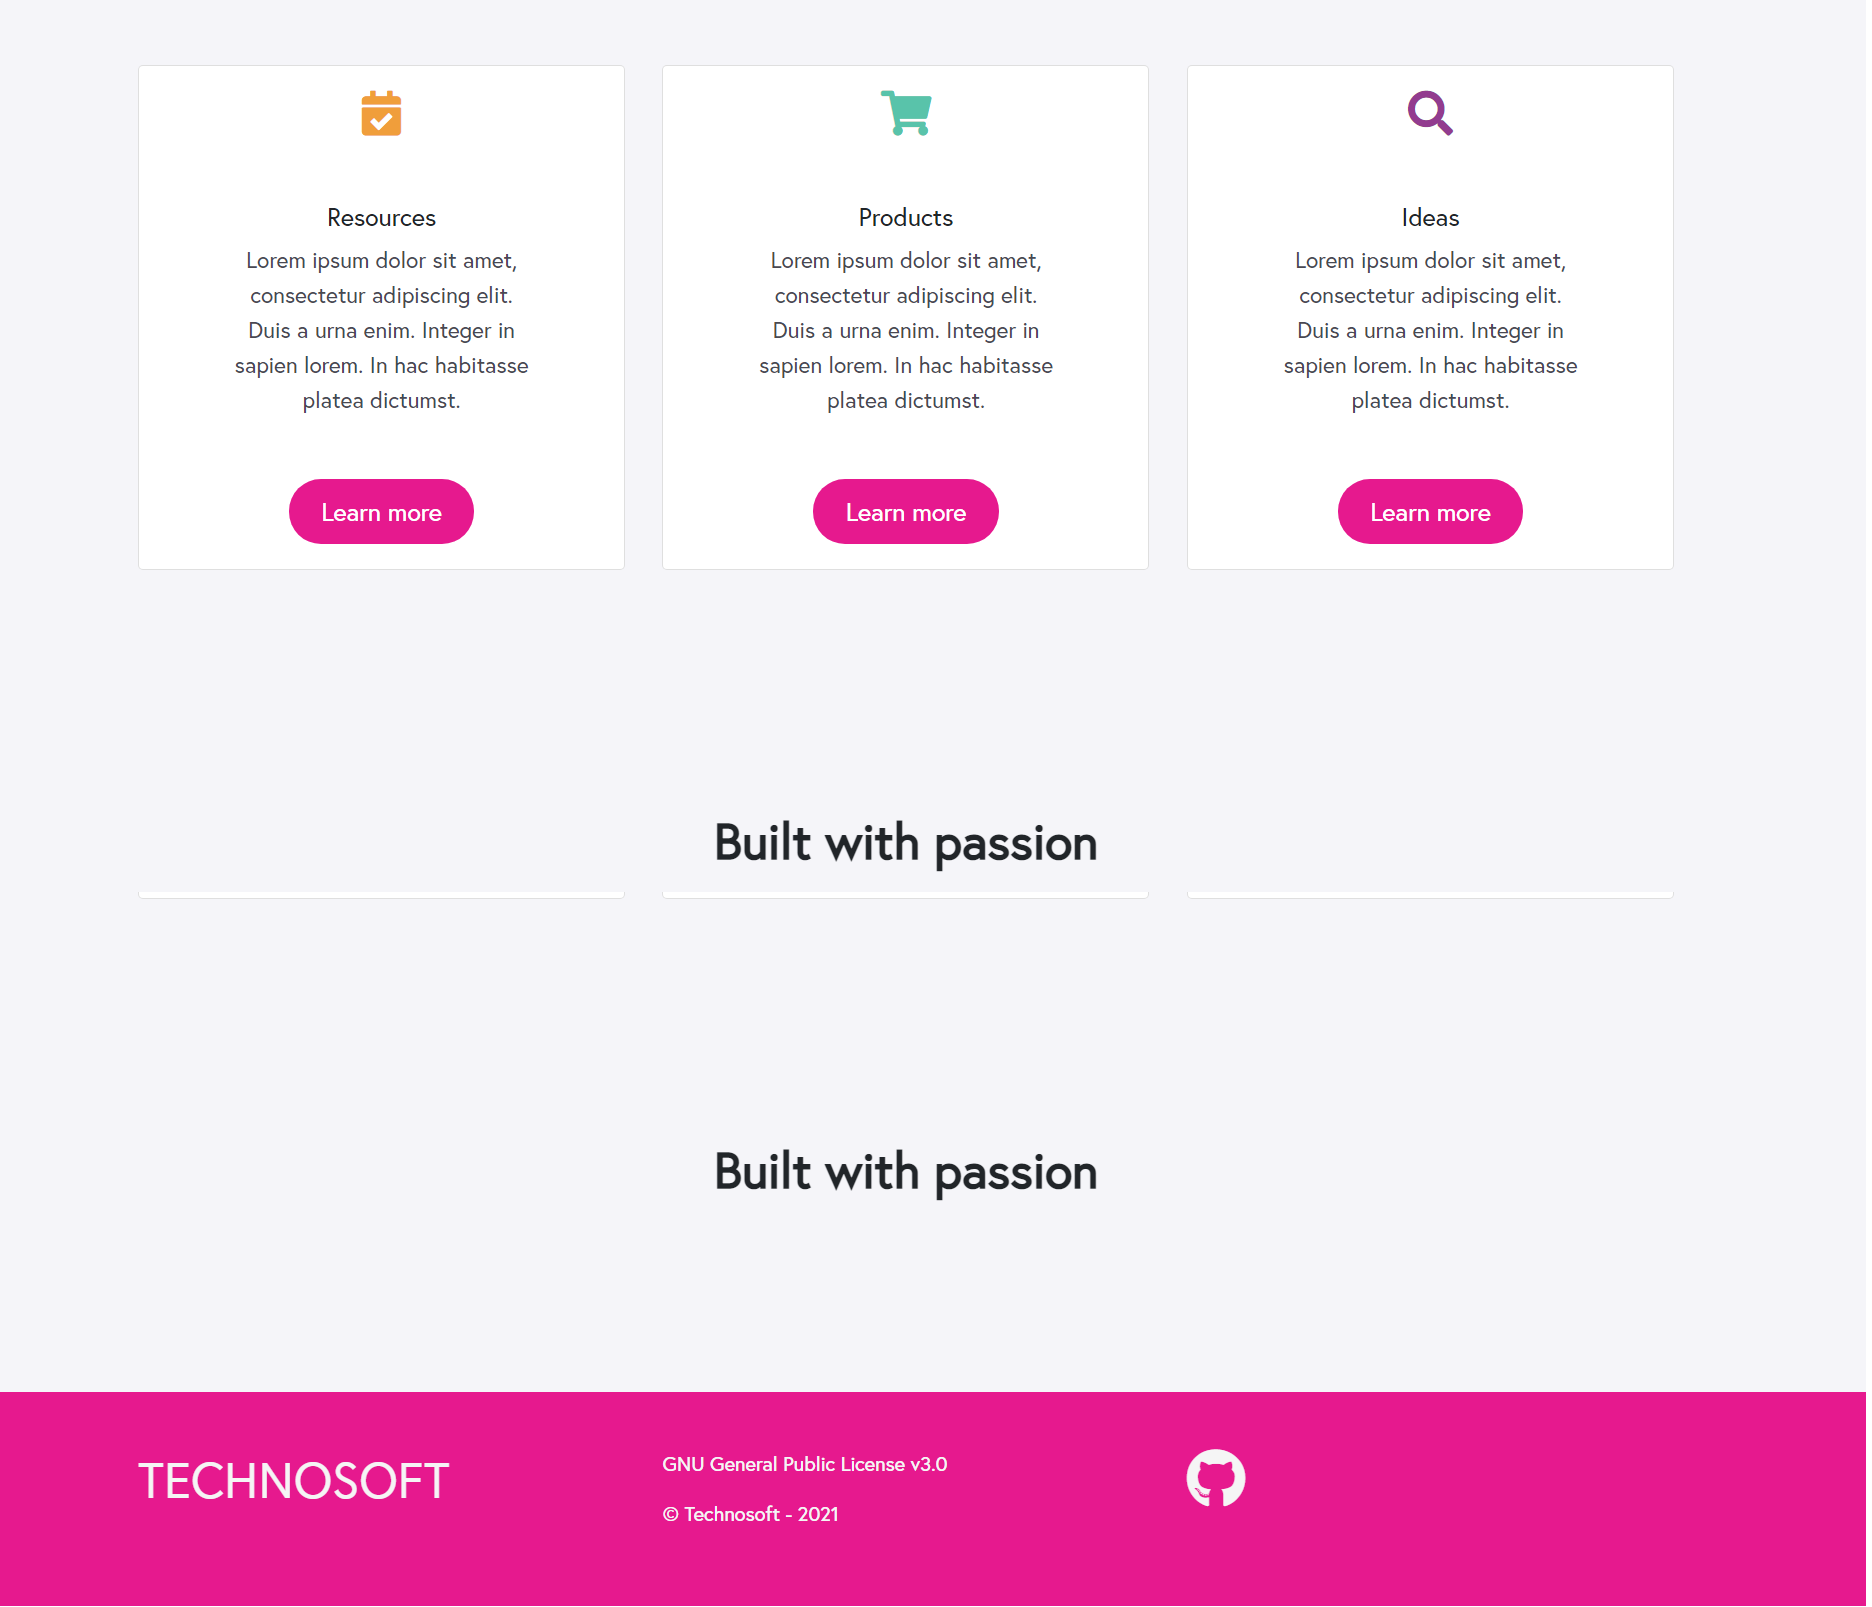 Resources
Lorem ipsum dolor sit amet,
consectetur adipiscing elit.
Duis a urna enim. Integer in
sapien lorem. In hac habitasse
platea dictumst.
Learn more
Products
Lorem ipsum dolor sit amet,
consectetur adipiscing elit.
Duis a urna enim. Integer in
sapien lorem. In hac habitasse
platea dictumst.
Learn more
Ideas
Lorem ipsum dolor sit amet,
consectetur adipiscing elit.
Duis a urna enim. Integer in
sapien lorem. In hac habitasse
platea dictumst.
Learn more
Built with passion
Built with passion
TECHNOSOFT
GNU General Public License v3.0
© Technosoft - 2021